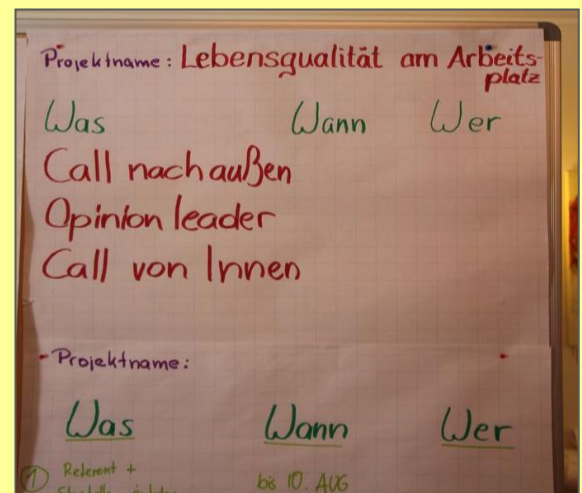 Projektname: Lebensqualität am Arbeits-
platz
Was Wann Wer
Call nach außen
Opinion leader
Call von Innen
Projektname:
Was Wann Wer
① Referent +
bis 10. AUG